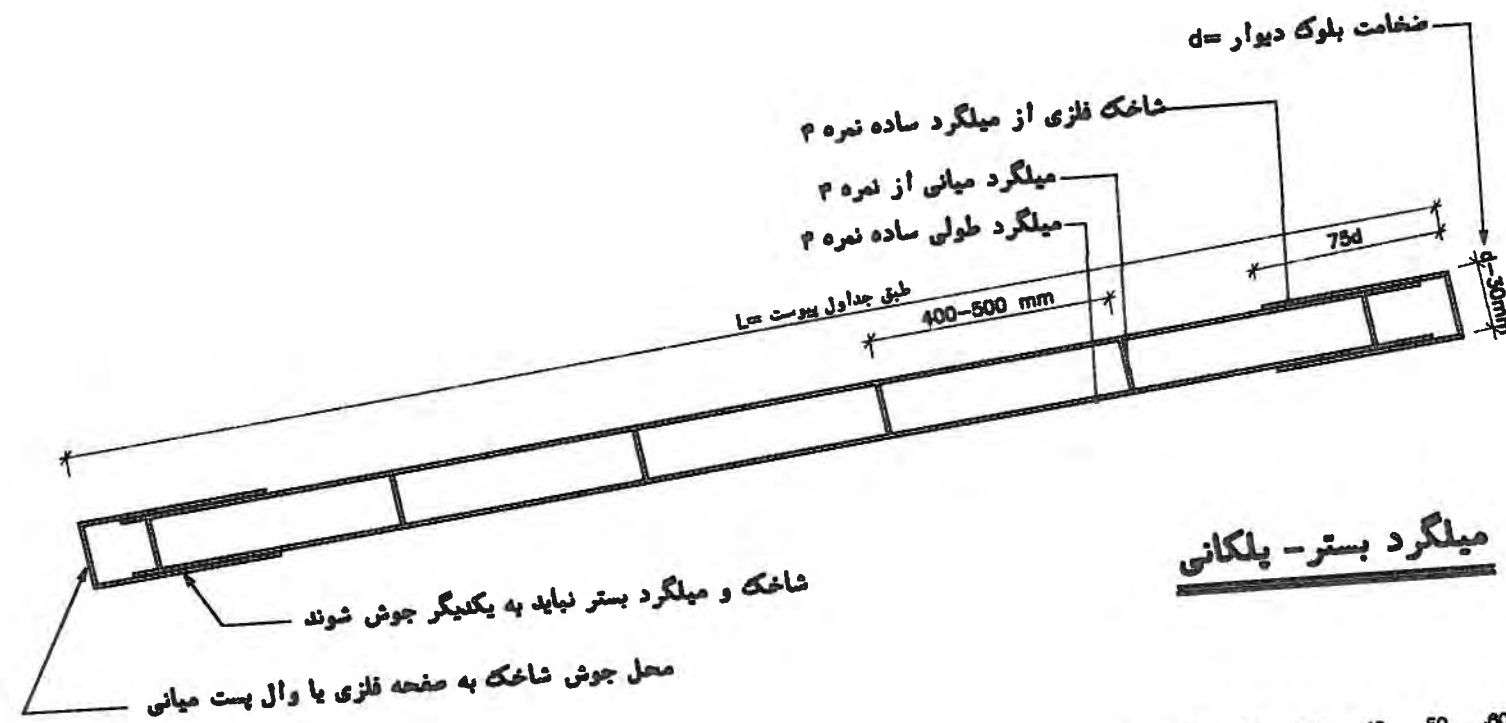 ضخامت بلوک دیوار =d
شاخک فلزی از میلگرد ساده نمره ۴
میلگرد میانی از نمره ۴
میلگرد طولی ساده نمره ۴
75d
d-30mm
طبق جداول پیوست =L
400-500 mm
میلگرد بستر - پلکانی
شاخک و میلگرد بستر نباید به یکدیگر جوش شوند
محل جوش شاخک به صفحه فلزی یا وال پست میانی
50